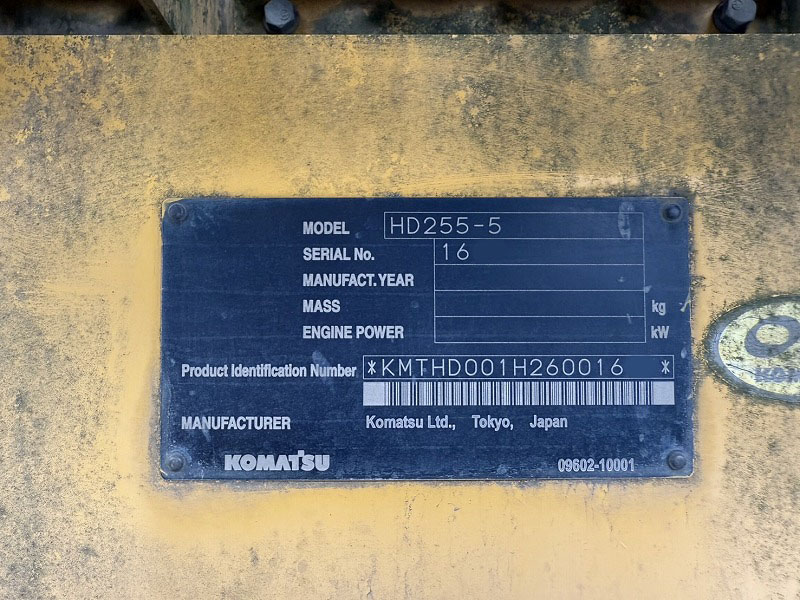 MODEL HD255-5
SERIAL No. 16
MANUFACT.YEAR
MASS kg
ENGINE POWER kW
Product Identification Number *KMTHD001H260016 *
MANUFACTURER Komatsu Ltd., Tokyo, Japan
KOMATSU 09602-10001